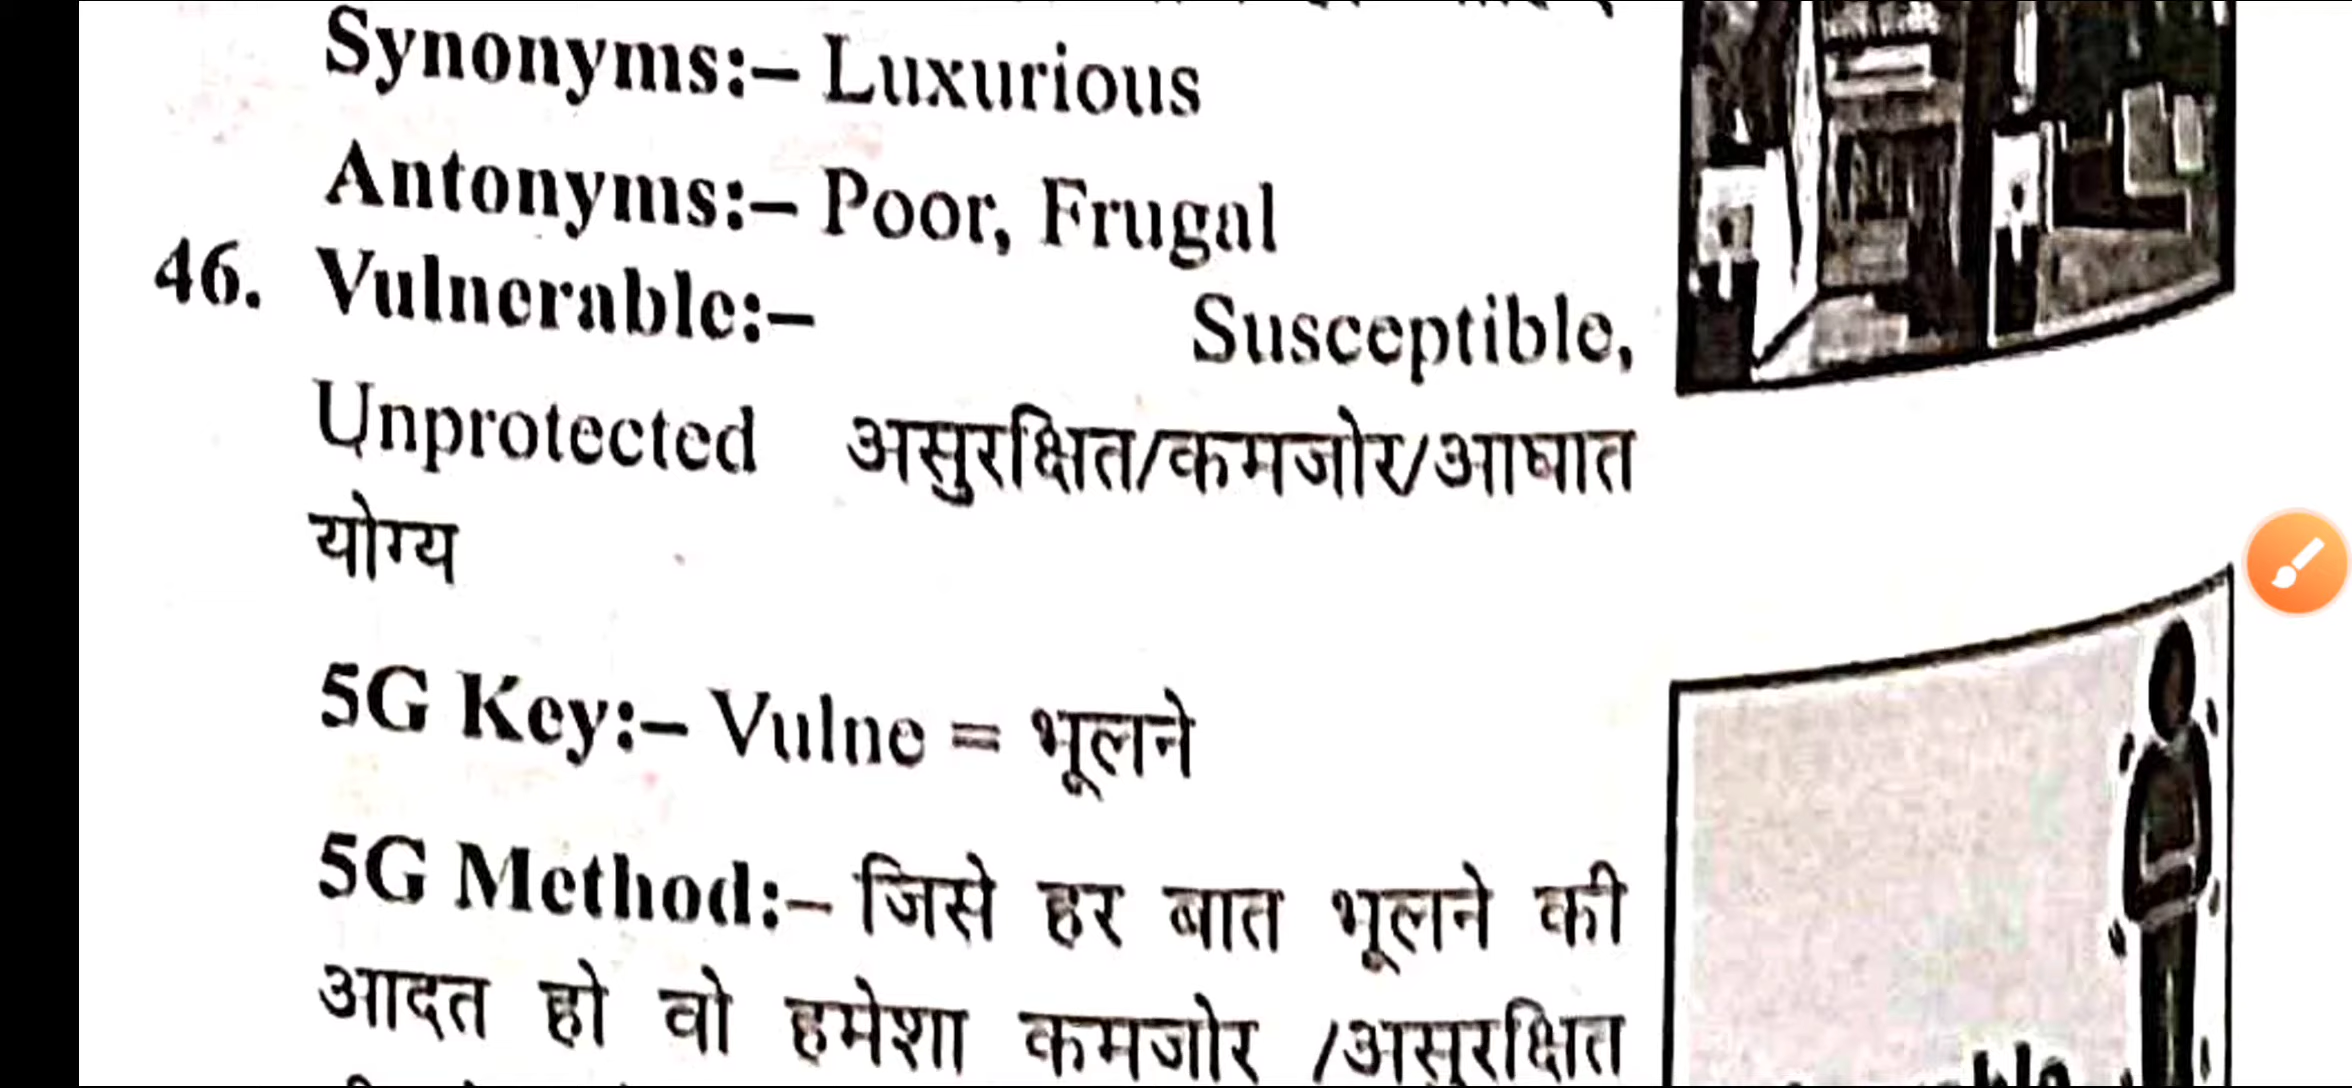 Synonyms:– Luxurious
Antonyms:– Poor, Frugal
46. Vulnerable:– Susceptible,
Unprotected असुरक्षित/कमजोर/आघात
योग्य
5G Key:– Vulne = भूलने
5G Method:– जिसे हर बात भूलने की
आदत हो वो हमेशा कमजोर /असुरक्षित